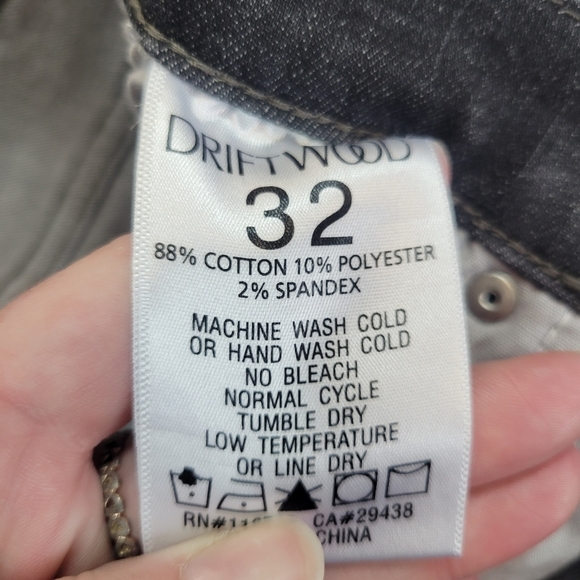 DRIFTWOOD
32
88% COTTON 10% POLYESTER
2% SPANDEX
MACHINE WASH COLD
OR HAND WASH COLD
NO BLEACH
NORMAL CYCLE
TUMBLE DRY
LOW TEMPERATURE
OR LINE DRY
CA#29438
CHINA